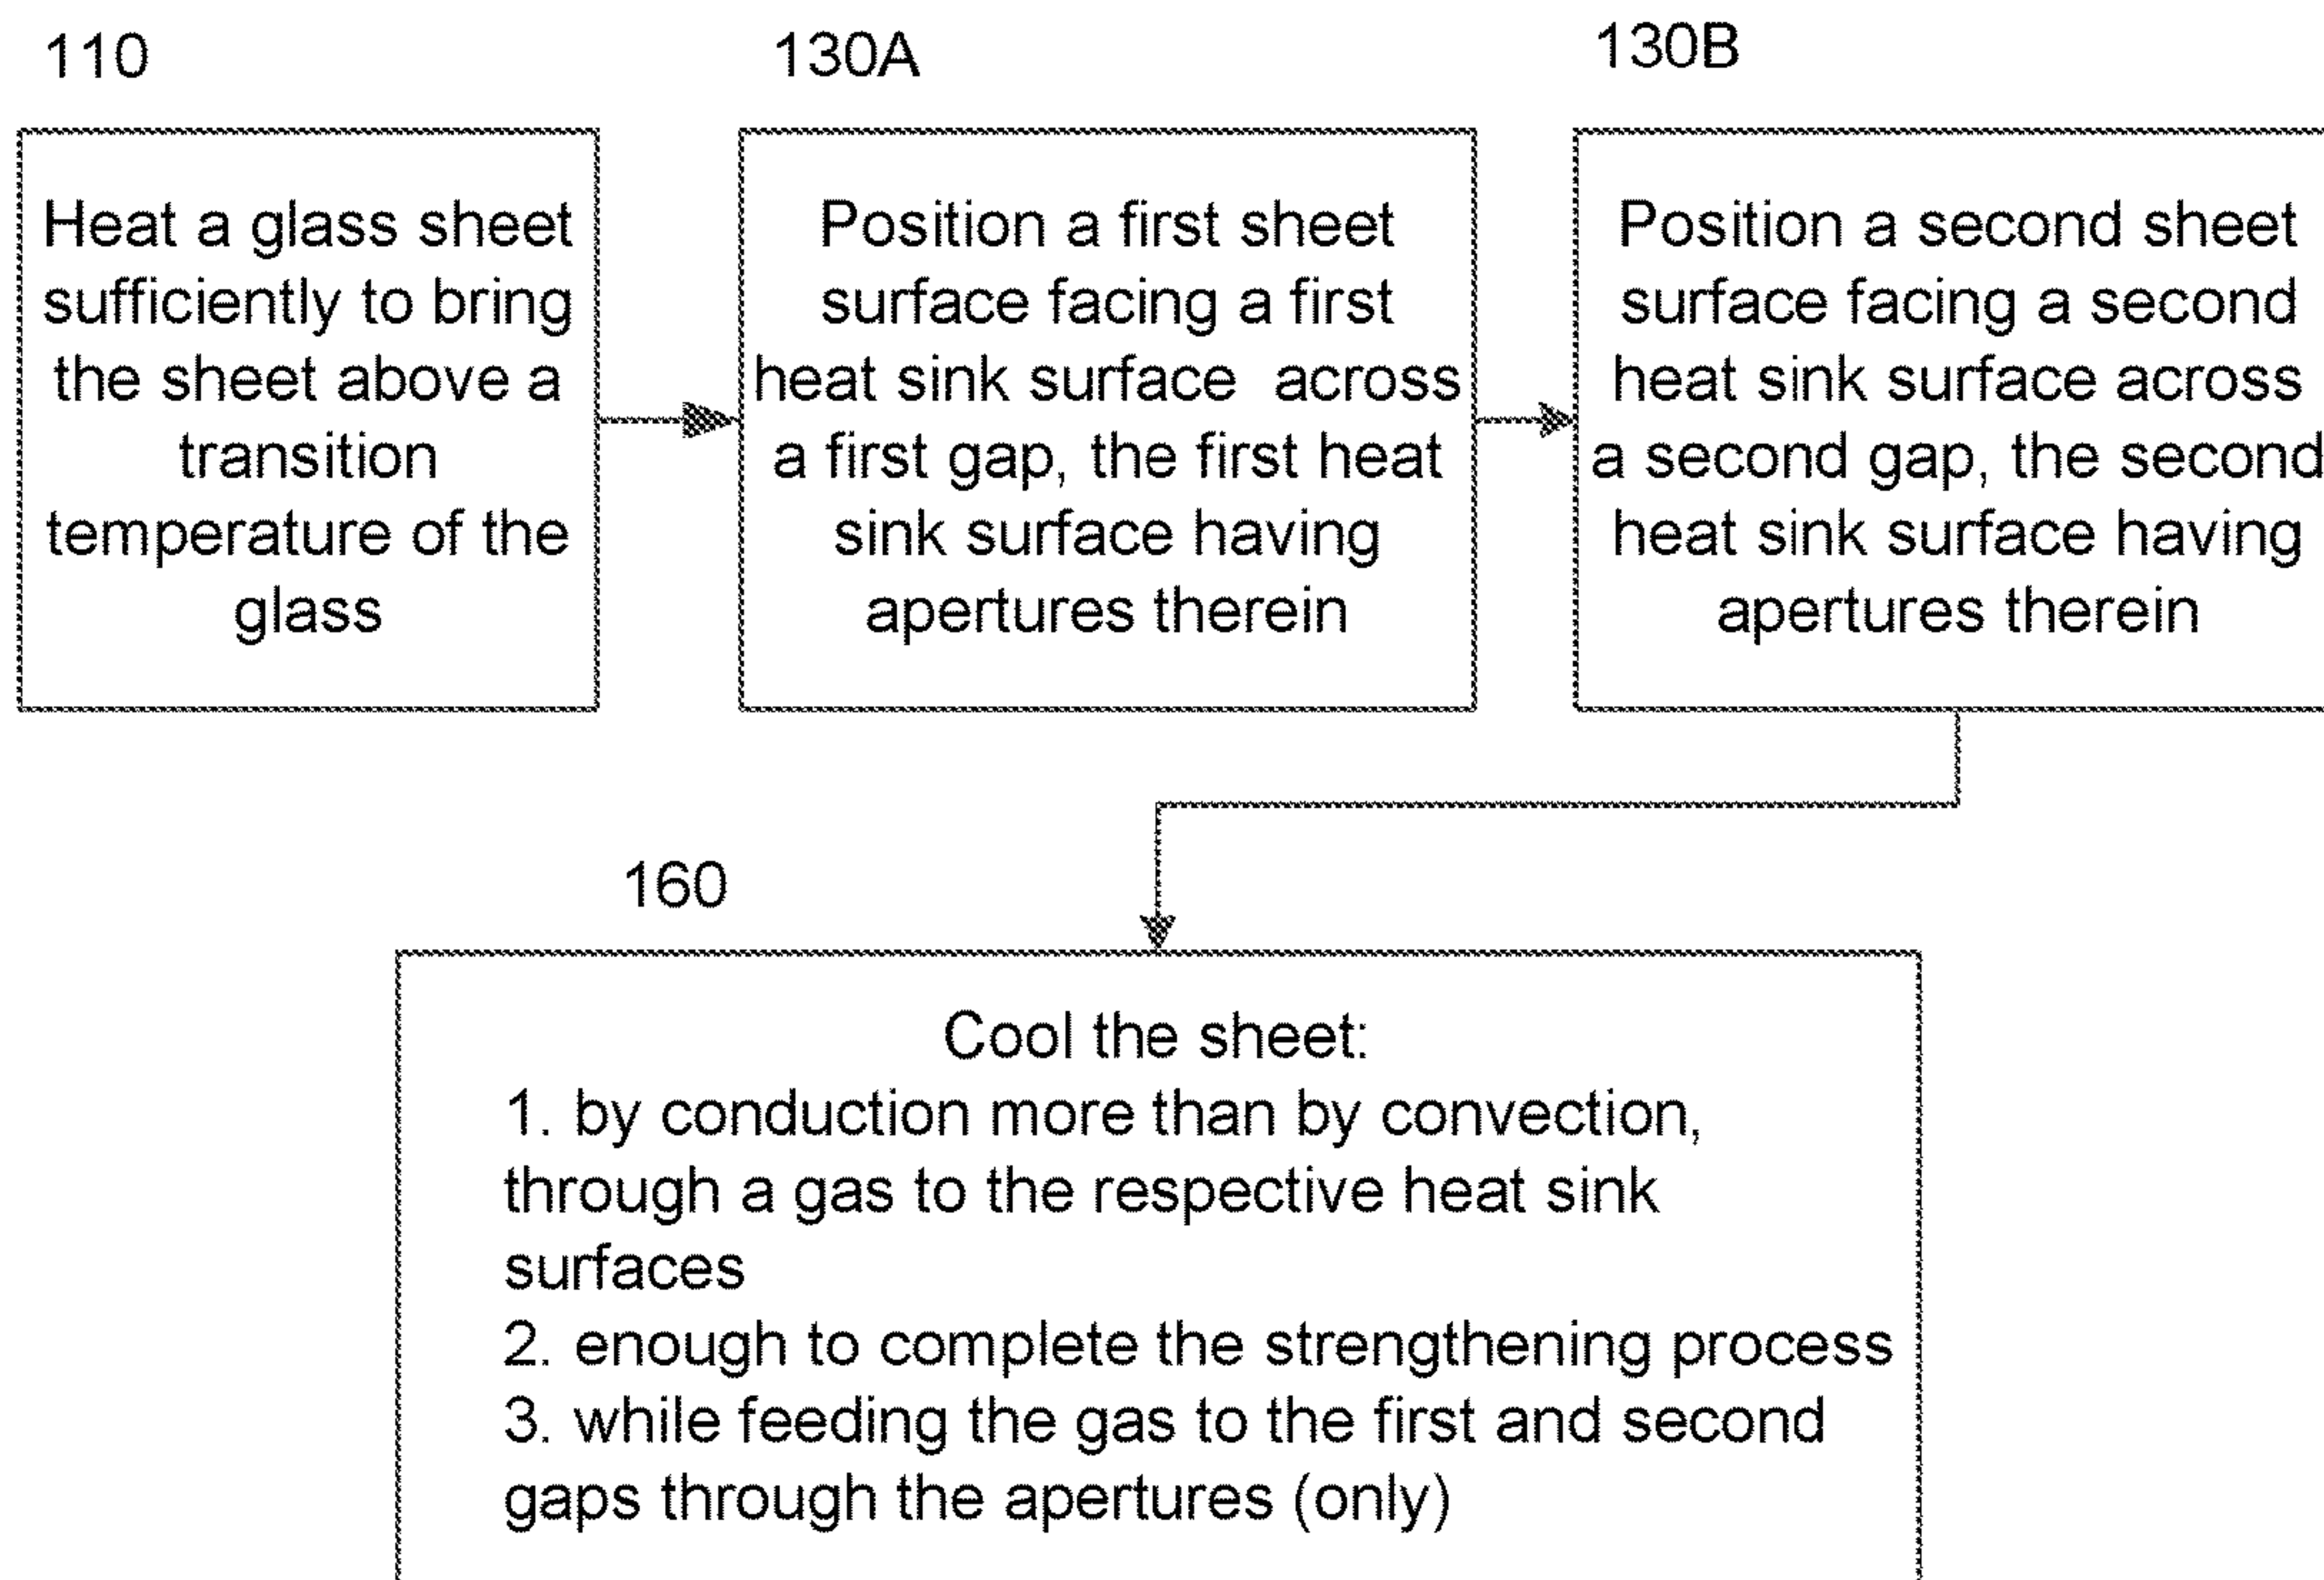 110
Heat a glass sheet
sufficiently to bring
the sheet above a
transition
temperature of the
glass
130A
Position a first sheet
surface facing a first
heat sink surface across
a first gap, the first heat
sink surface having
apertures therein
130B
Position a second sheet
surface facing a second
heat sink surface across
a second gap, the second
heat sink surface having
apertures therein
160
Cool the sheet:
1. by conduction more than by convection,
through a gas to the respective heat sink
surfaces
2. enough to complete the strengthening process
3. while feeding the gas to the first and second
gaps through the apertures (only)